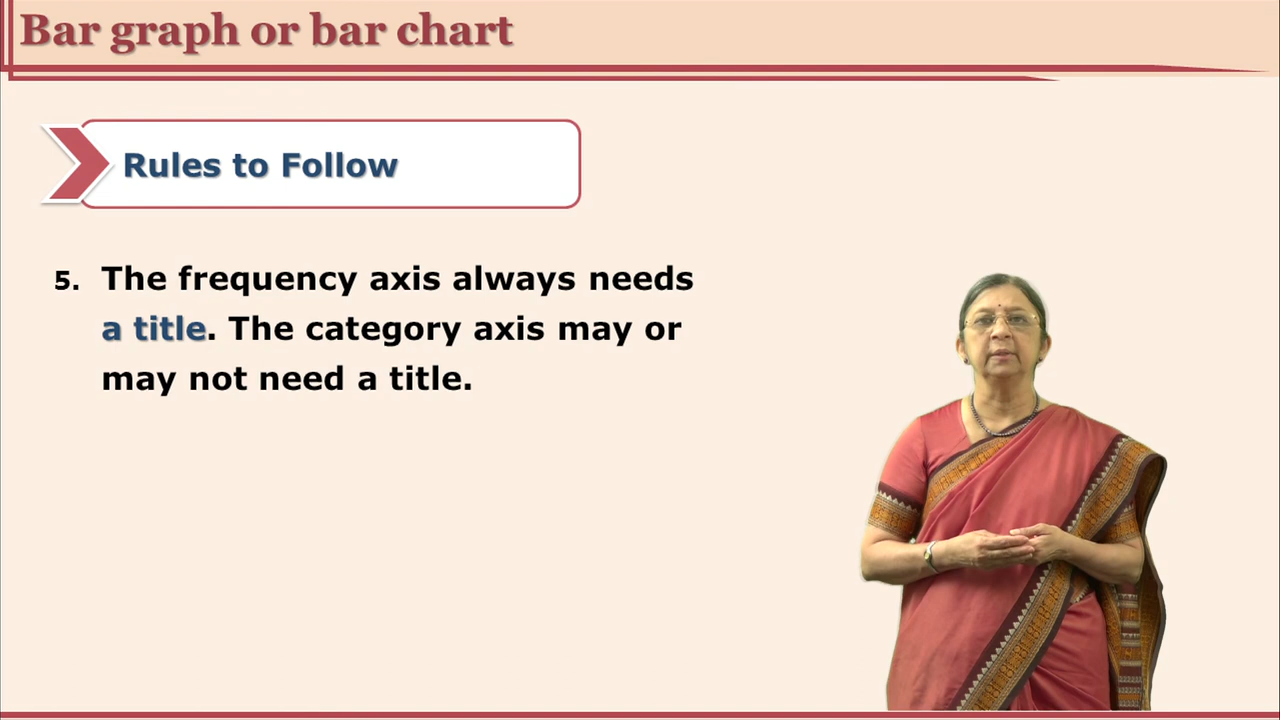 Bar graph or bar chart
Rules to Follow
5. The frequency axis always needs
a title. The category axis may or
may not need a title.